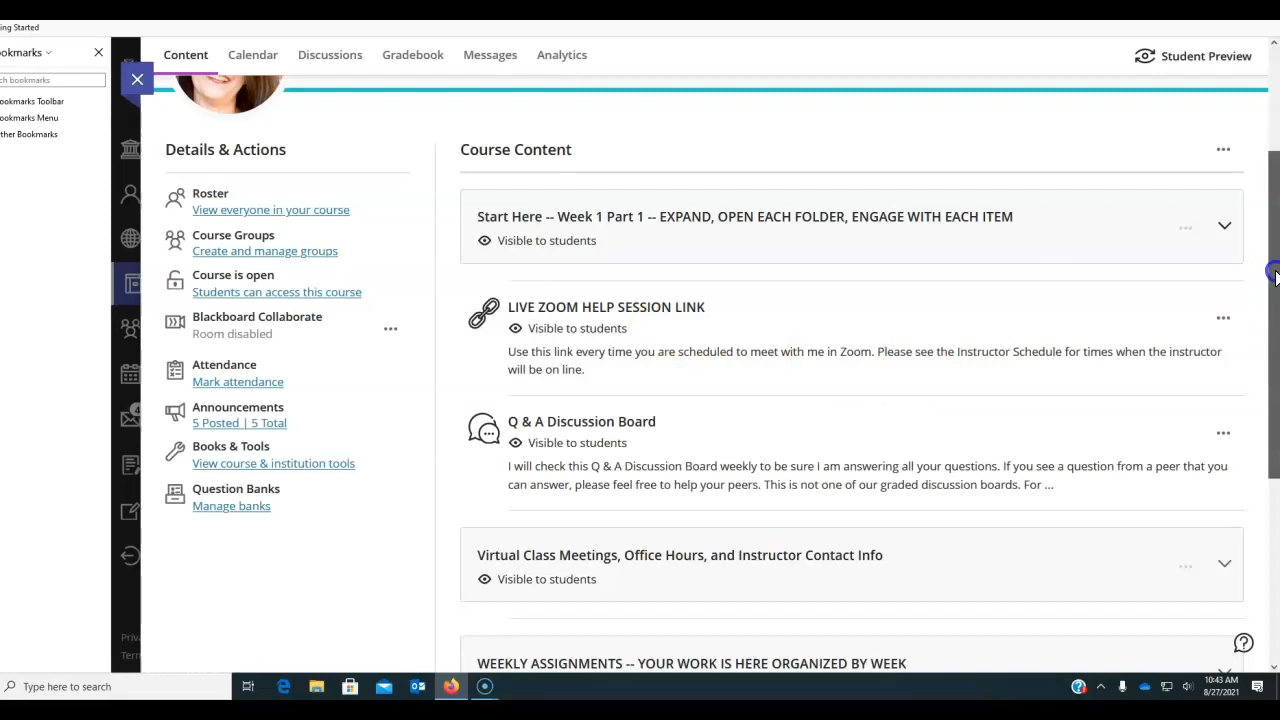 ing Started
ookmarks
ch bookmarks
ookmarks Toolbar
ookmarks Menu
ther Bookmarks
Content Calendar Discussions Gradebook Messages Analytics
Student Preview
Details & Actions
Roster
View everyone in your course
Course Groups
Create and manage groups
Course is open
Students can access this course
Blackboard Collaborate
Room disabled
Attendance
Mark attendance
Announcements
5 Posted | 5 Total
Books & Tools
View course & institution tools
Question Banks
Manage banks
4
Priva
Term
Course Content
Start Here -- Week 1 Part 1 -- EXPAND, OPEN EACH FOLDER, ENGAGE WITH EACH ITEM
Visible to students
LIVE ZOOM HELP SESSION LINK
Visible to students
Use this link every time you are scheduled to meet with me in Zoom. Please see the Instructor Schedule for times when the instructor
will be on line.
Q & A Discussion Board
Visible to students
I will check this Q & A Discussion Board weekly to be sure I am answering all your questions. If you see a question from a peer that you
can answer, please feel free to help your peers. This is not one of our graded discussion boards. For ...
Virtual Class Meetings, Office Hours, and Instructor Contact Info
Visible to students
WEEKLY ASSIGNMENTS -- YOUR WORK IS HERE ORGANIZED BY WEEK
Type here to search
10:43 AM
8/27/2021